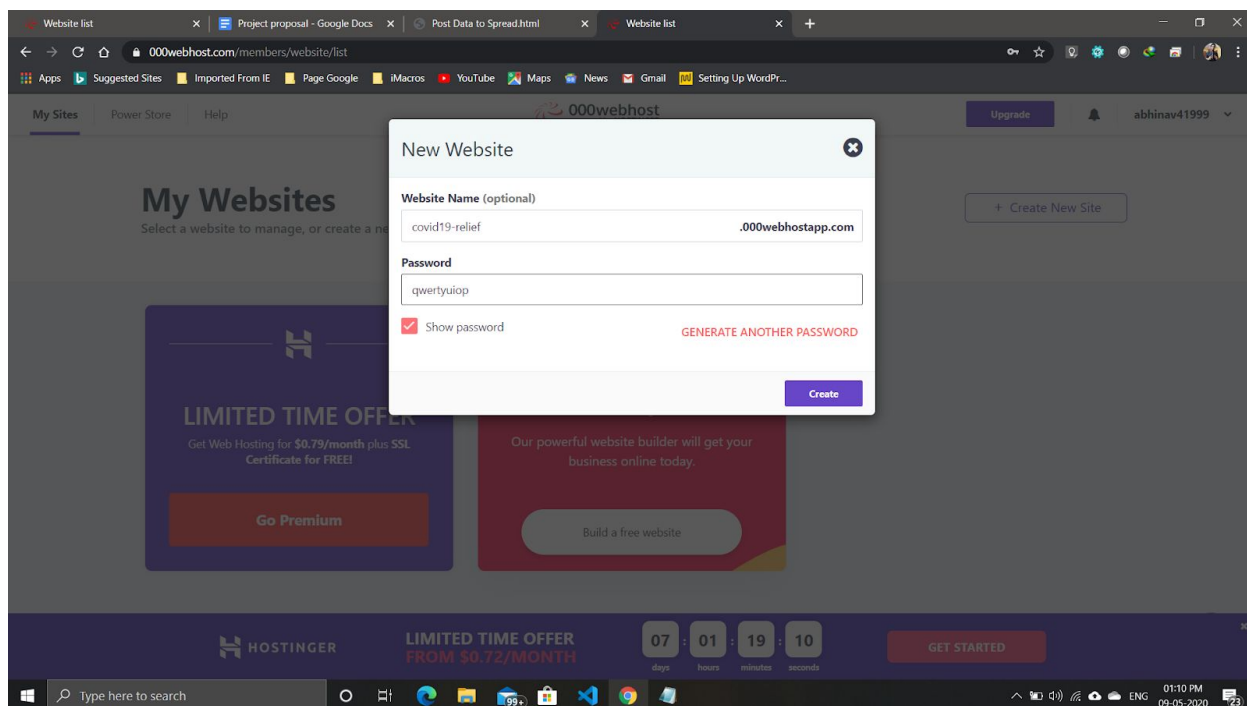 Website list
Project proposal - Google Docs
Post Data to Spread.html
Website list
000webhost.com/members/website/list
Apps Suggested Sites Imported From IE Page Google iMacros YouTube Maps News Gmail Setting Up WordPr...
My Sites Power Store Help 000webhost Upgrade abhinav41999
New Website
Website Name (optional)
covid19-relief .000webhostapp.com
Password
qwertyuiop
Show password GENERATE ANOTHER PASSWORD
Create
My Websites
Select a website to manage, or create a ne
+ Create New Site
LIMITED TIME OFFER
Get Web Hosting for $0.79/month plus SSL
Certificate for FREE!
Go Premium
Our powerful website builder will get your
business online today.
Build a free website
HOSTINGER
LIMITED TIME OFFER
FROM $0.72/MONTH
07 : 01 : 19 : 10
days hours minutes seconds
GET STARTED
Type here to search
99+
ENG
01:10 PM
09-05-2020
23